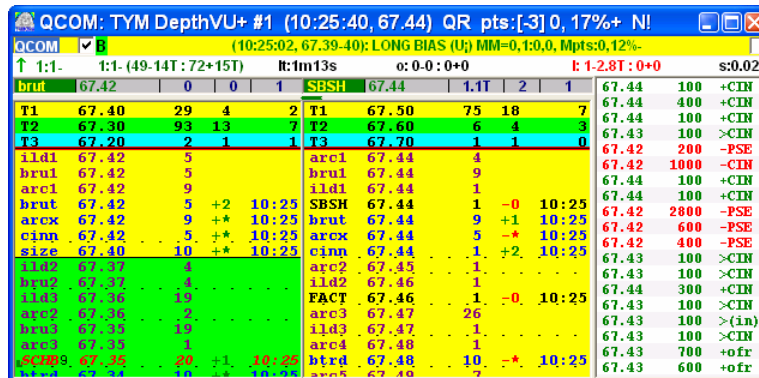 QCOM: TYM DepthVU+ #1 (10:25:40, 67.44) QR pts:[-3] 0, 17%+ N!
QCOM B (10:25:02, 67.39-40): LONG BIAS (U;) MM=0,1:0,0, Mpts:0,12%-
↑ 1:1- 1:1- (49-14T : 72+15T) lt:1m13s o: 0-0 : 0+0 l: 1-2.8T : 0+0 s:0.02
brut 67.42 0 0 1 SBSH 67.44 1.1T 2 1
T1 67.40 29 4 2 T1 67.50 75 18 7
T2 67.30 93 13 7 T2 67.60 6 4 3
T3 67.20 2 1 1 T3 67.70 1 1 0
ild1 67.42 5 arc1 67.44 4
bru1 67.42 5 bru1 67.44 9
arc1 67.42 9 ild1 67.44 1
brut 67.42 5 +2 10:25 SBSH 67.44 1 -0 10:25
arcx 67.42 9 +* 10:25 brut 67.44 9 +1 10:25
cinn 67.42 5 +* 10:25 arcx 67.44 5 -* 10:25
size 67.40 10 +* 10:25 cinn 67.44 1 +2 10:25
ild2 67.37 4 arc2 67.45 1
bru2 67.37 4 ild2 67.46 1
ild3 67.36 19 FACT 67.46 1 -0 10:25
arc2 67.36 2 arc3 67.47 26
bru3 67.35 19 ild3 67.47 1
arc3 67.35 1 arc4 67.48 1
SCHB9 67.35 20 +1 10:25 btrd 67.48 10 -* 10:25
btrd 67.34 10 +* 10:25 arc5 67.49 7
67.44 100 +CIN
67.44 400 +CIN
67.44 100 +CIN
67.43 100 >CIN
67.42 200 -PSE
67.42 1000 -CIN
67.44 100 +CIN
67.44 100 +CIN
67.42 2800 -PSE
67.42 600 -PSE
67.42 400 -PSE
67.43 100 >CIN
67.43 100 >CIN
67.44 300 +CIN
67.43 100 >CIN
67.43 100 >(in)
67.43 100 >CIN
67.43 700 +ofr
67.43 600 +ofr